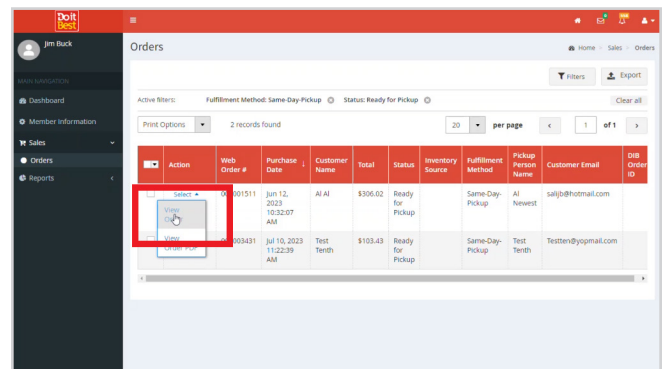 Do it
Best
Jim Buck
MAIN NAVIGATION
Dashboard
Member Information
Sales
Orders
Reports
Orders
Home > Sales > Orders
Filters
Export
Active filters: Fulfillment Method: Same-Day-Pickup Status: Ready for Pickup Clear all
Print Options 2 records found 20 per page 1 of 1
Action
Web
Order #
Purchase
Date
Customer
Name
Total
Status
Inventory
Source
Fulfillment
Method
Pickup
Person
Name
Customer Email
DIB
Order
ID
Select
001511
Jun 12,
2023
10:32:07
AM
Al Al
$306.02
Ready
for
Pickup
Same-Day-
Pickup
Al
Newest
salijb@hotmail.com
View
View
Order PDF
003431
Jul 10, 2023
11:22:39
AM
Test
Tenth
$103.43
Ready
for
Pickup
Same-Day-
Pickup
Test
Tenth
Testten@yopmail.com